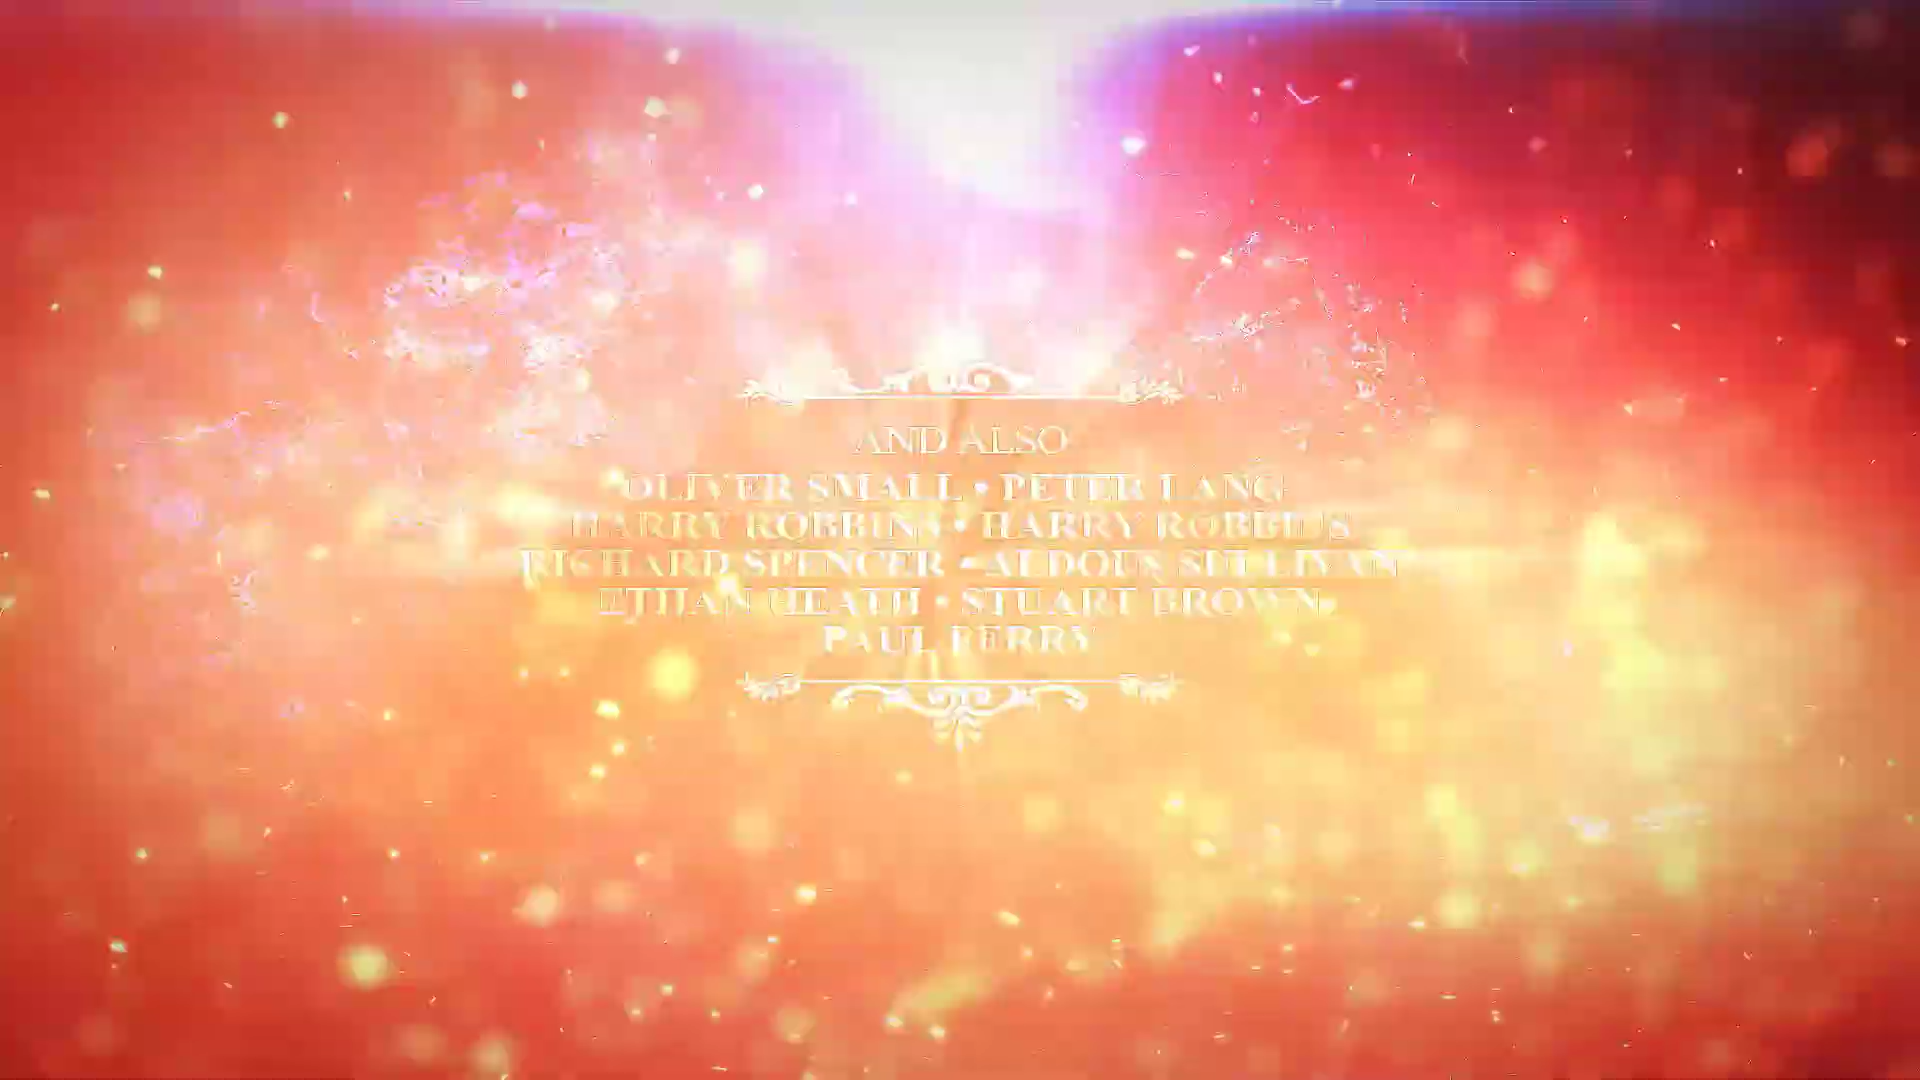 AND ALSO
OLIVER SMALL • PETER LANG
HARRY ROBBINS • HARRY ROBBINS
RICHARD SPENCER • ALDOUS SULLIVAN
ETHAN HEATH • STUART BROWN
PAUL PERRY